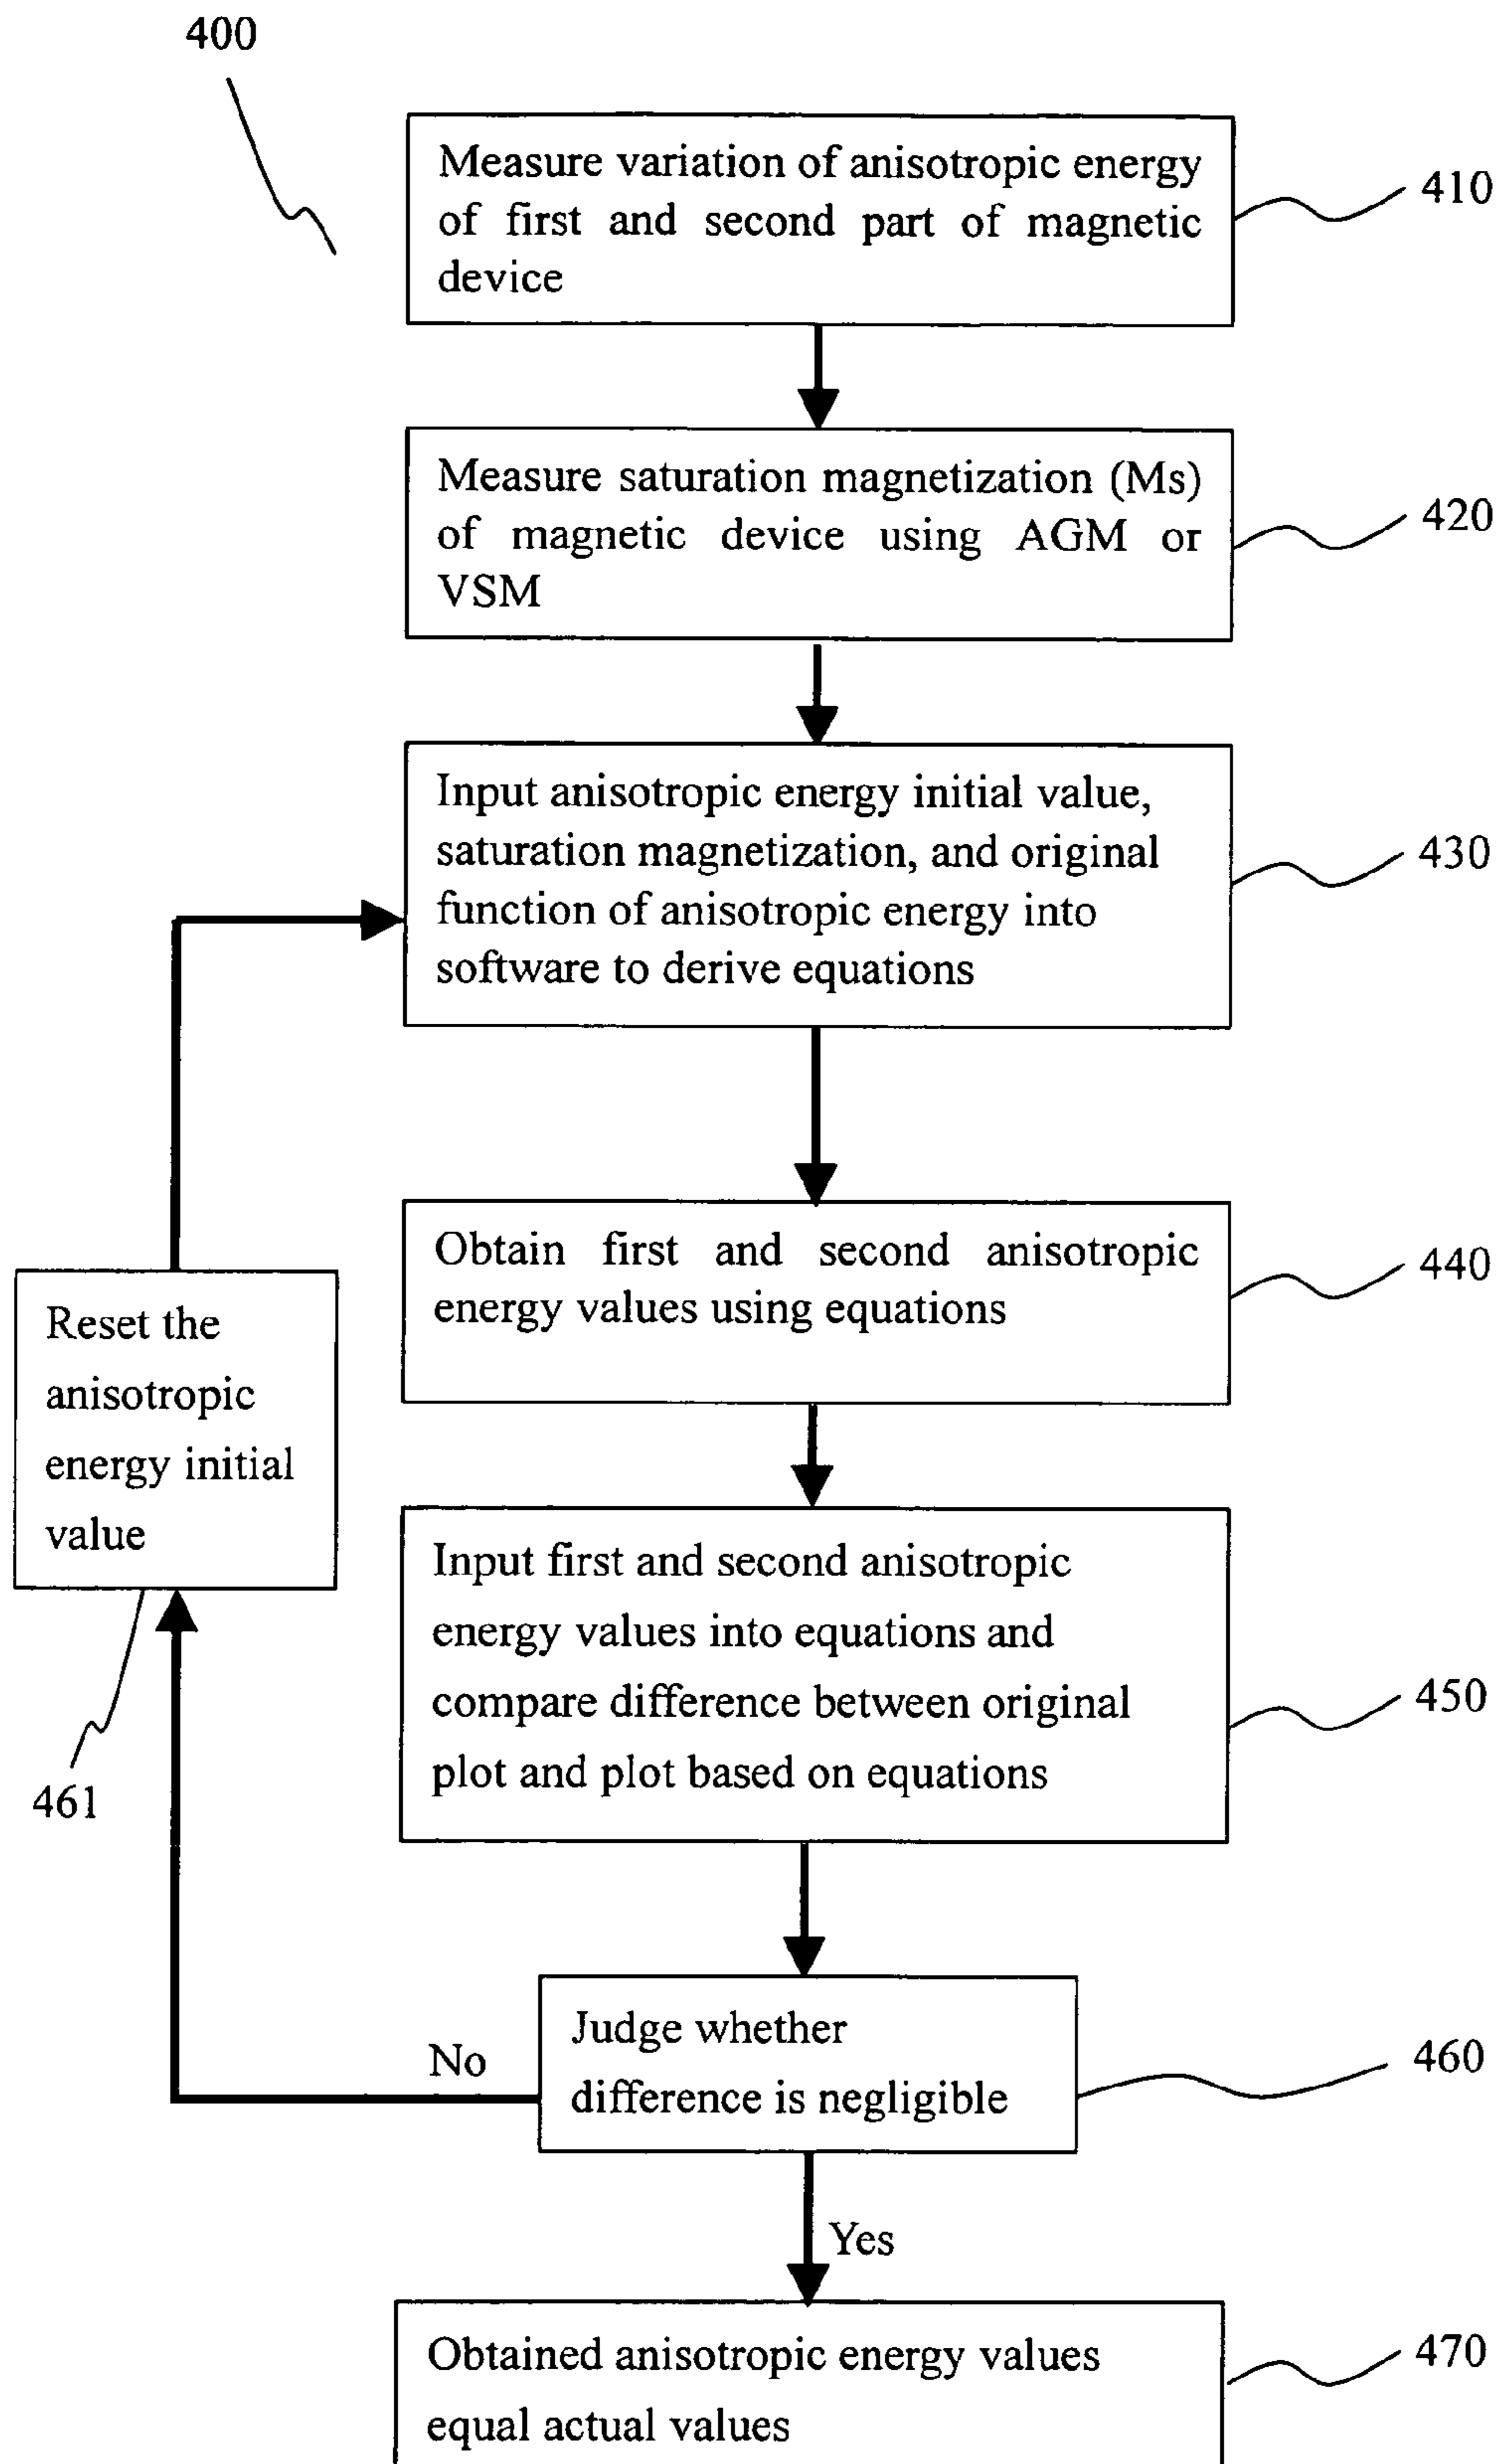 400
Measure variation of anisotropic energy
of first and second part of magnetic
device
410
Measure saturation magnetization (Ms)
of magnetic device using AGM or
VSM
420
Input anisotropic energy initial value,
saturation magnetization, and original
function of anisotropic energy into
software to derive equations
430
Obtain first and second anisotropic
energy values using equations
440
Reset the
anisotropic
energy initial
value
461
Input first and second anisotropic
energy values into equations and
compare difference between original
plot and plot based on equations
450
Judge whether
difference is negligible
460
No
Yes
Obtained anisotropic energy values
equal actual values
470